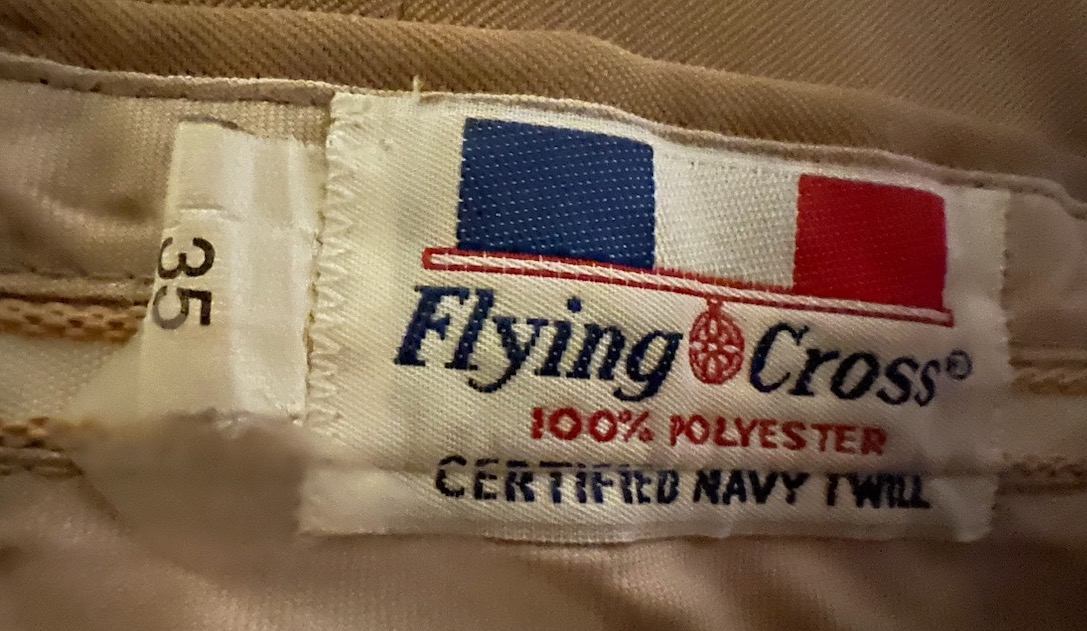 35
Flying Cross®
100% POLYESTER
CERTIFIED NAVY TWILL